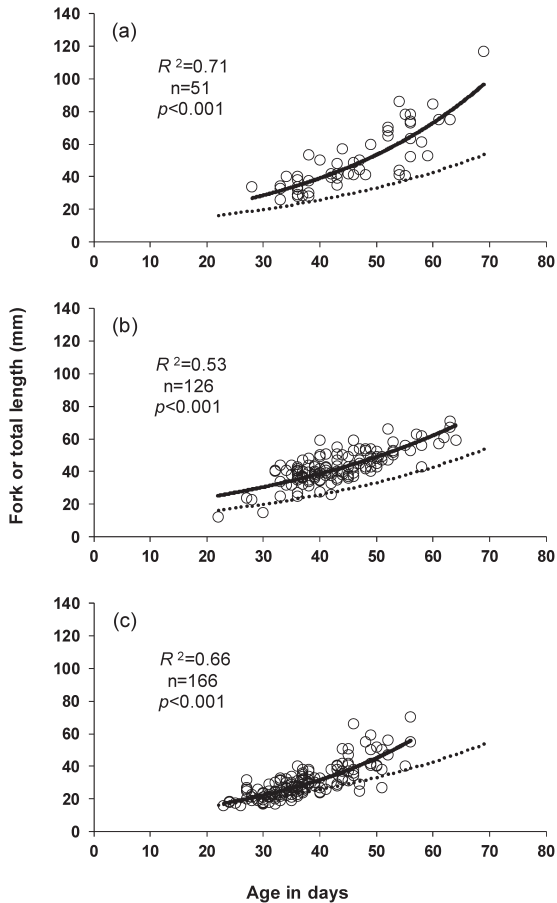 140
120
100
80
60
40
20
0
(a)
R ²=0.71
n=51
p<0.001
0 10 20 30 40 50 60 70 80
Fork or total length (mm)
140
120
100
80
60
40
20
0
(b)
R ²=0.53
n=126
p<0.001
0 10 20 30 40 50 60 70 80
140
120
100
80
60
40
20
0
(c)
R ²=0.66
n=166
p<0.001
0 10 20 30 40 50 60 70 80
Age in days